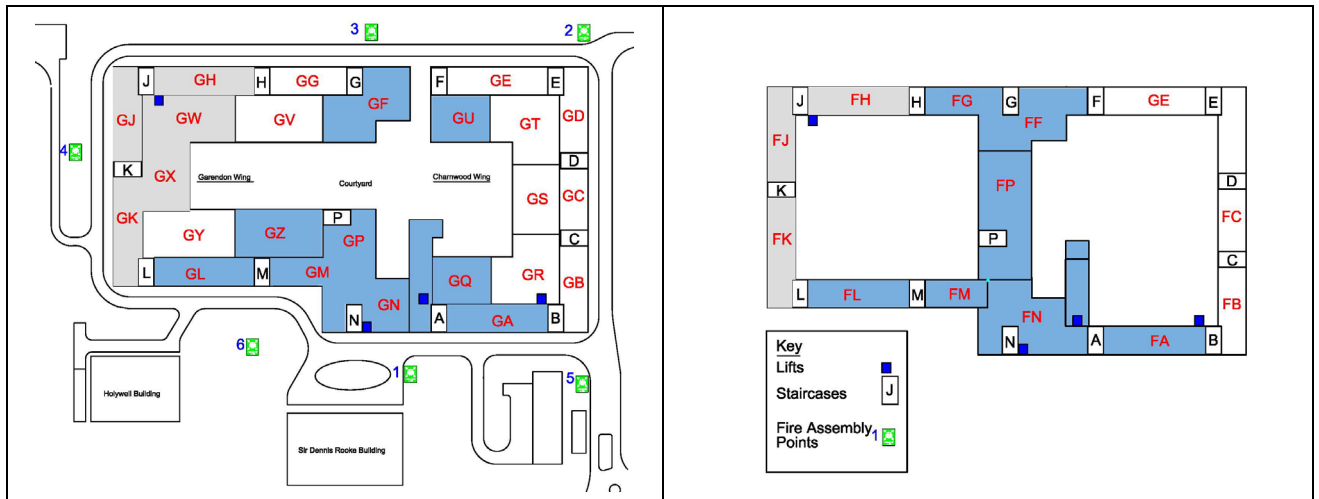 3
2
J
GH
H
GG
G
GF
F
GE
E
GJ
GW
GV
GU
GT
GD
4
K
GX
Garendon Wing
Courtyard
Charnwood Wing
D
GS
GC
GK
GY
GZ
P
GP
C
L
GL
M
GM
GN
GQ
GR
GB
N
A
GA
B
6
1
5
Holywell Building
Sir Dennis Rooke Building
J
FH
H
FG
G
FF
F
GE
E
FJ
K
FP
D
FC
FK
P
C
L
FL
M
FM
FN
FB
N
A
FA
B
Key
Lifts
Staircases
J
Fire Assembly
Points
1